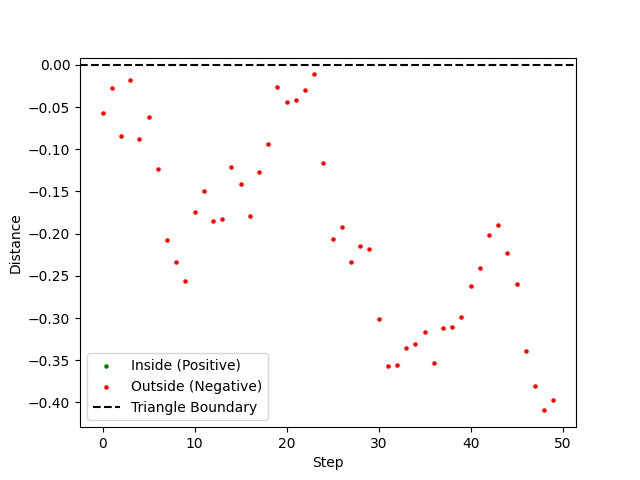 0.00
−0.05
−0.10
−0.15
−0.20
−0.25
−0.30
−0.35
−0.40
Distance
Inside (Positive)
Outside (Negative)
Triangle Boundary
0 10 20 30 40 50
Step